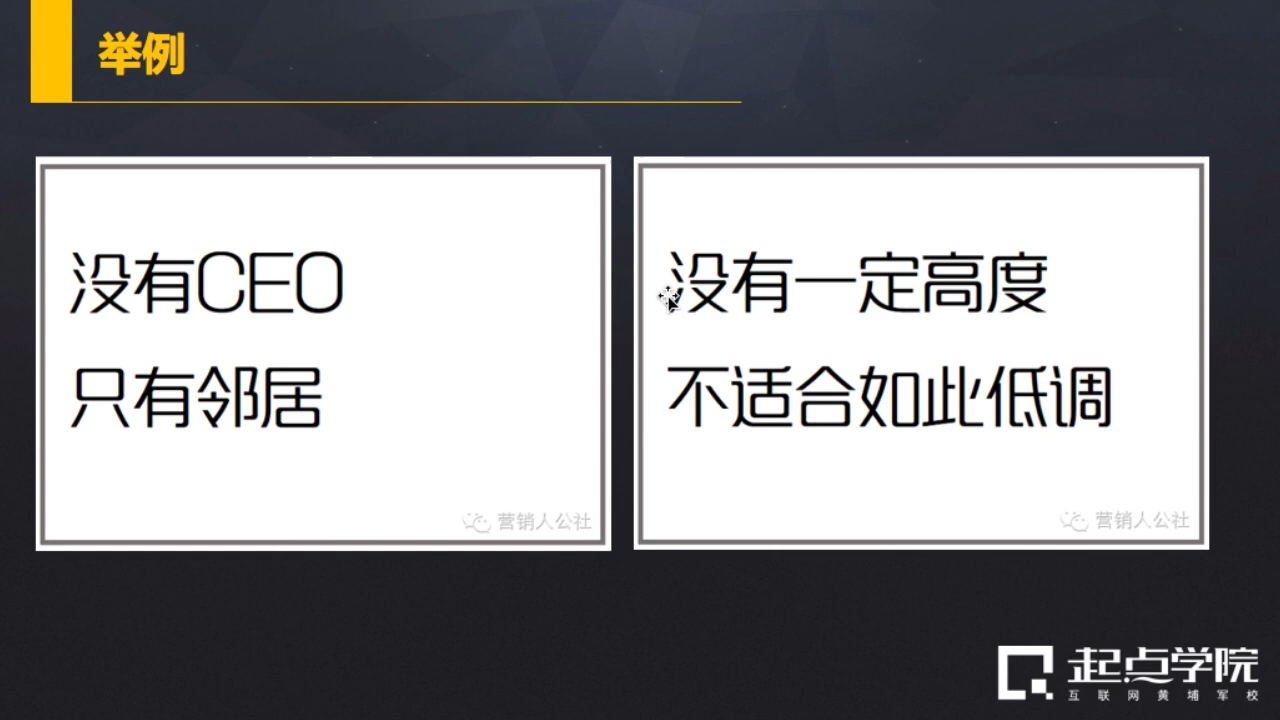 举例
没有CEO
只有邻居
营销人公社
没有一定高度
不适合如此低调
营销人公社
起点学院
互联网黄埔军校